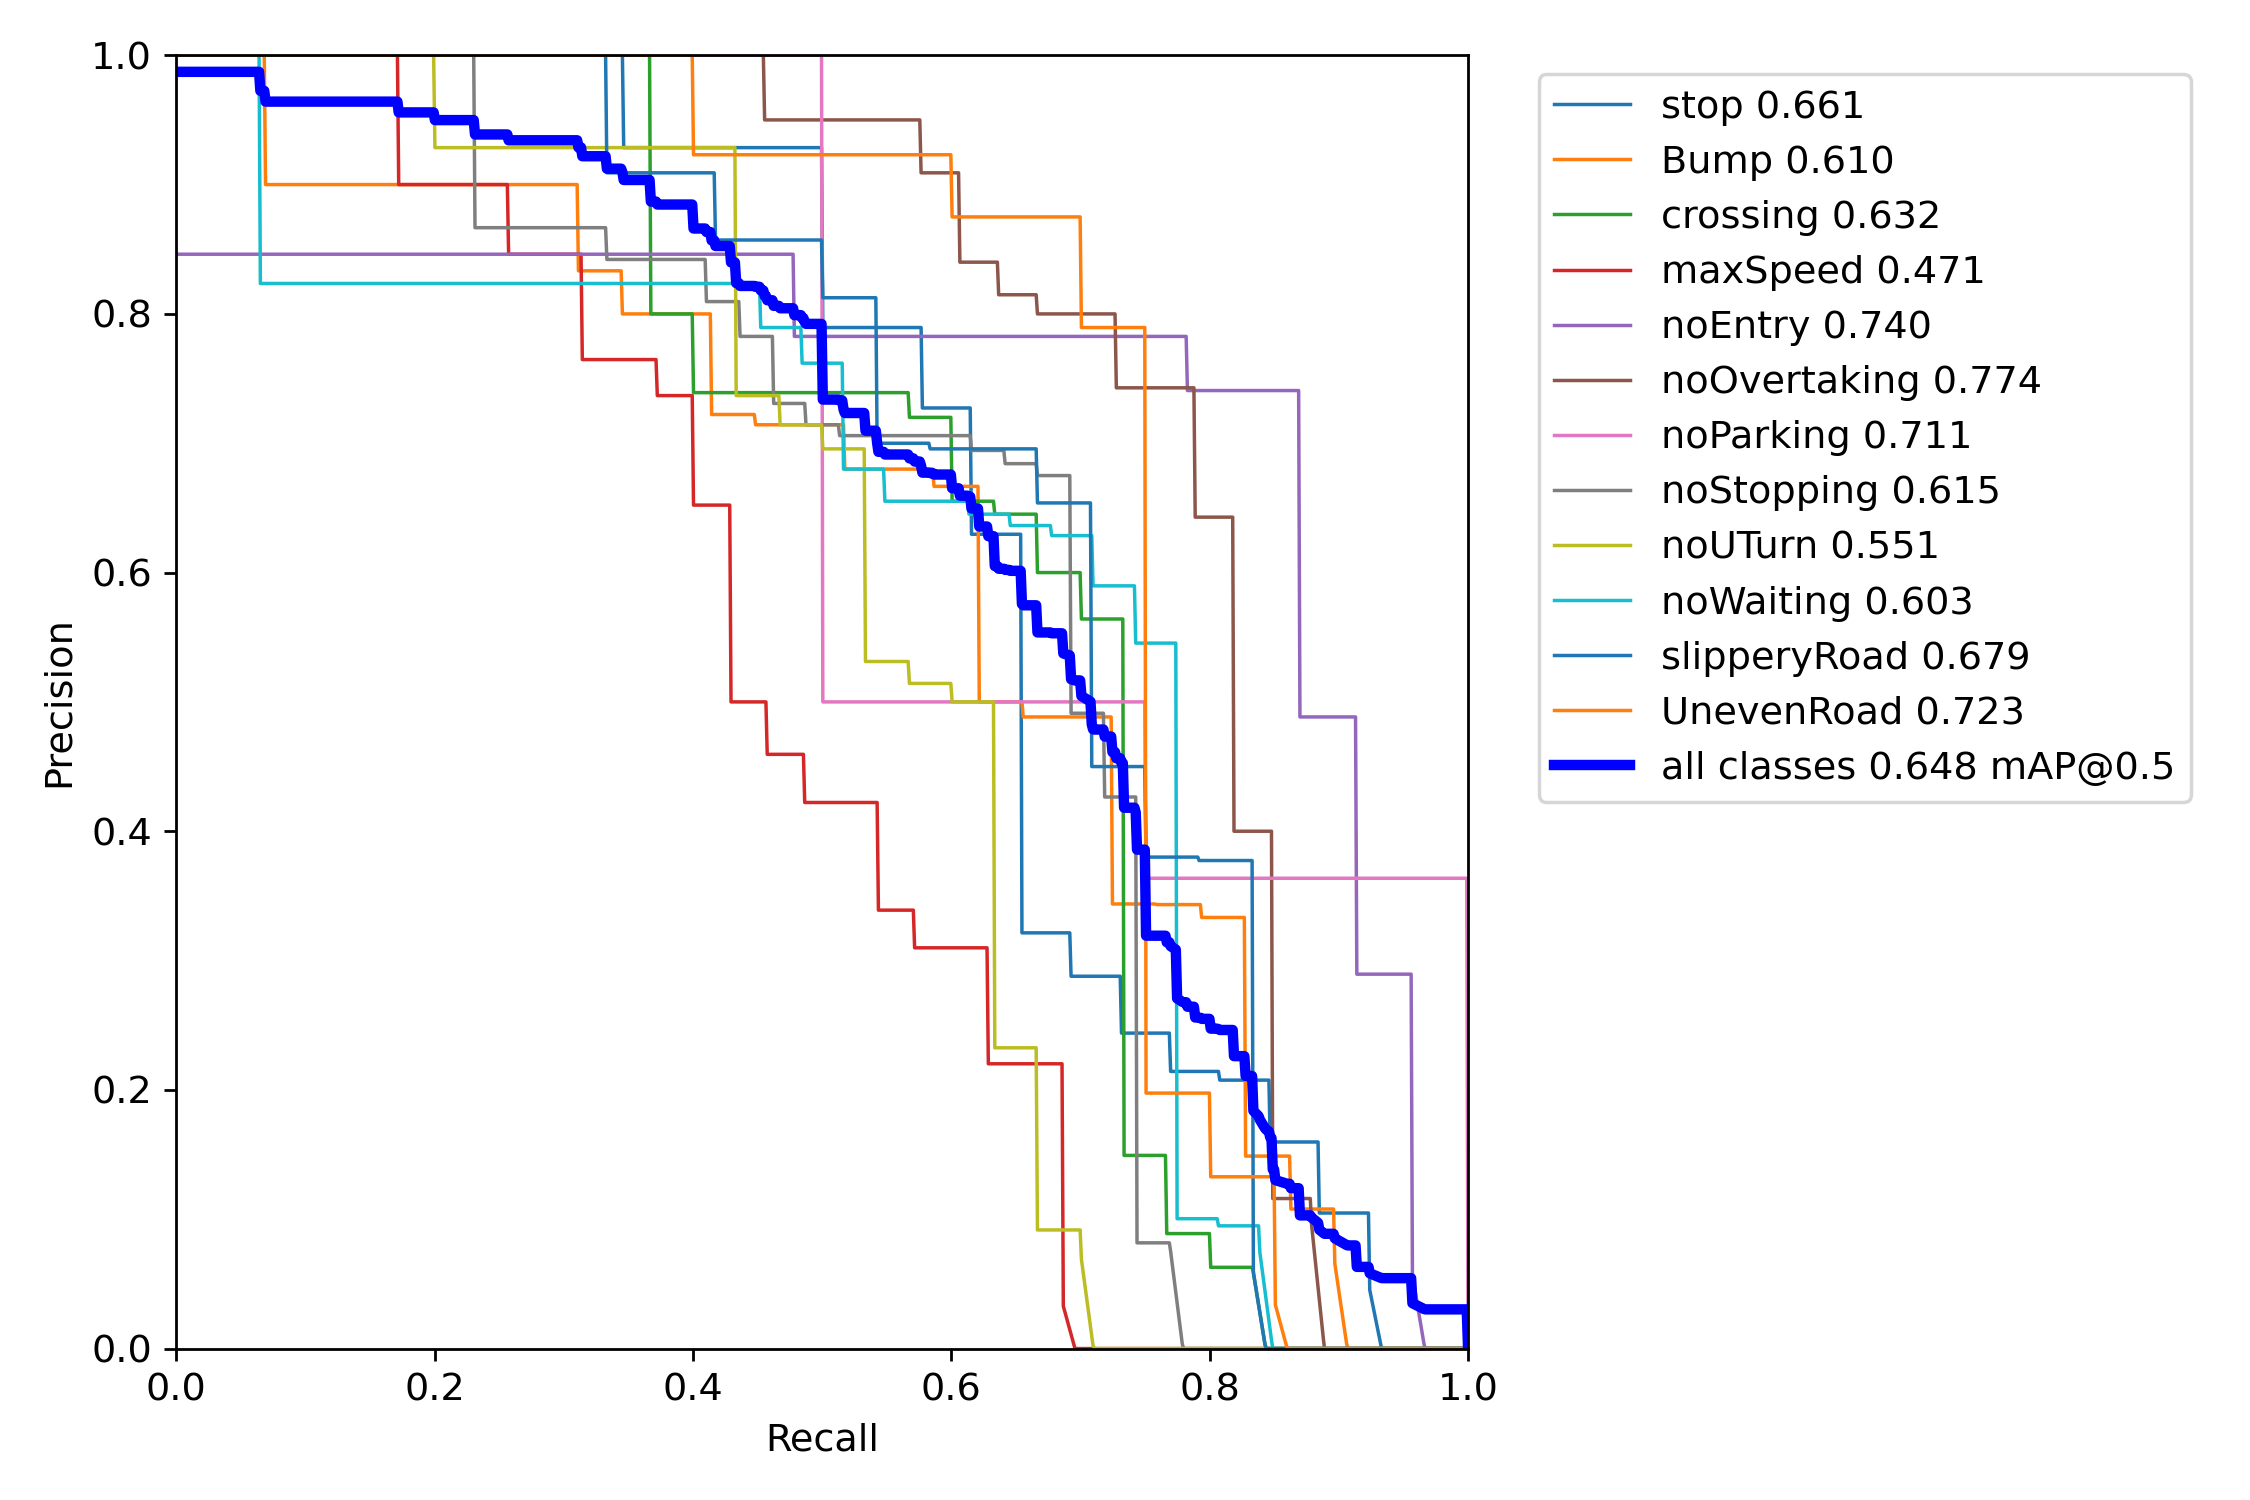 1.0
0.8
0.6
0.4
0.2
0.0
0.0 0.2 0.4 0.6 0.8 1.0
Precision
Recall
stop 0.661
Bump 0.610
crossing 0.632
maxSpeed 0.471
noEntry 0.740
noOvertaking 0.774
noParking 0.711
noStopping 0.615
noUTurn 0.551
noWaiting 0.603
slipperyRoad 0.679
UnevenRoad 0.723
all classes 0.648 mAP@0.5